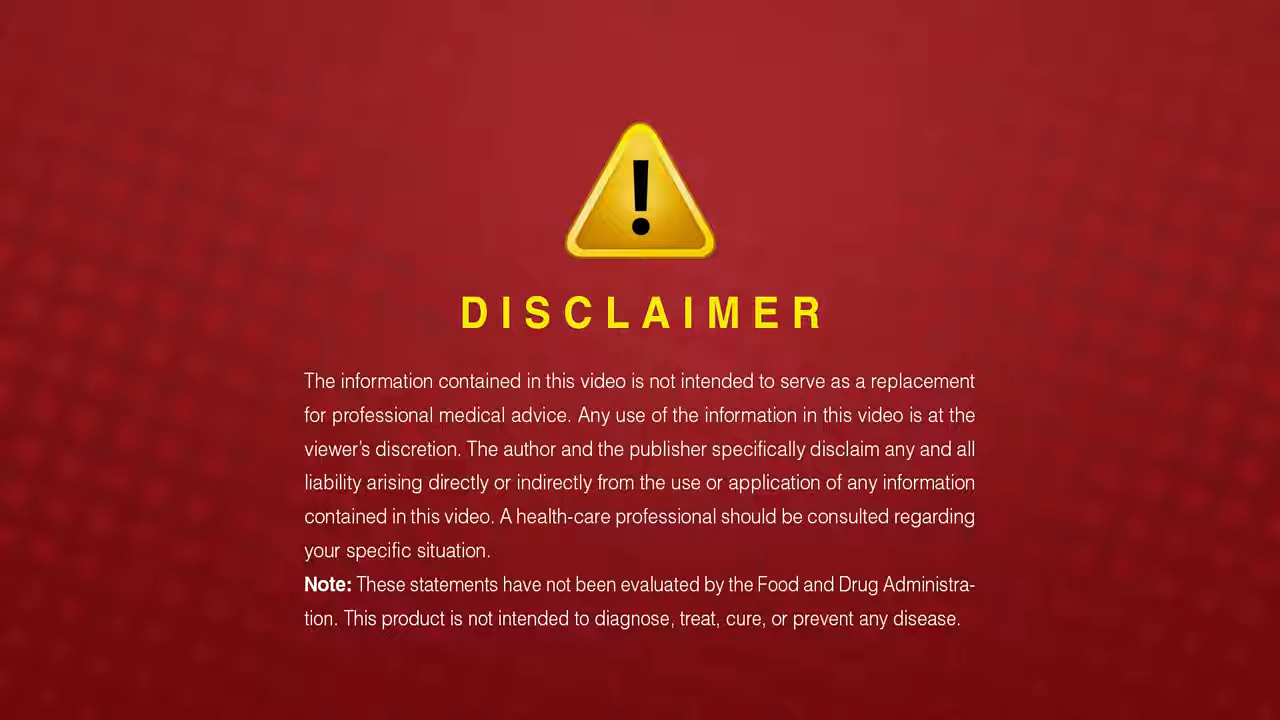 !
DISCLAIMER
The information contained in this video is not intended to serve as a replacement
for professional medical advice. Any use of the information in this video is at the
viewer's discretion. The author and the publisher specifically disclaim any and all
liability arising directly or indirectly from the use or application of any information
contained in this video. A health-care professional should be consulted regarding
your specific situation.
Note: These statements have not been evaluated by the Food and Drug Administra-
tion. This product is not intended to diagnose, treat, cure, or prevent any disease.